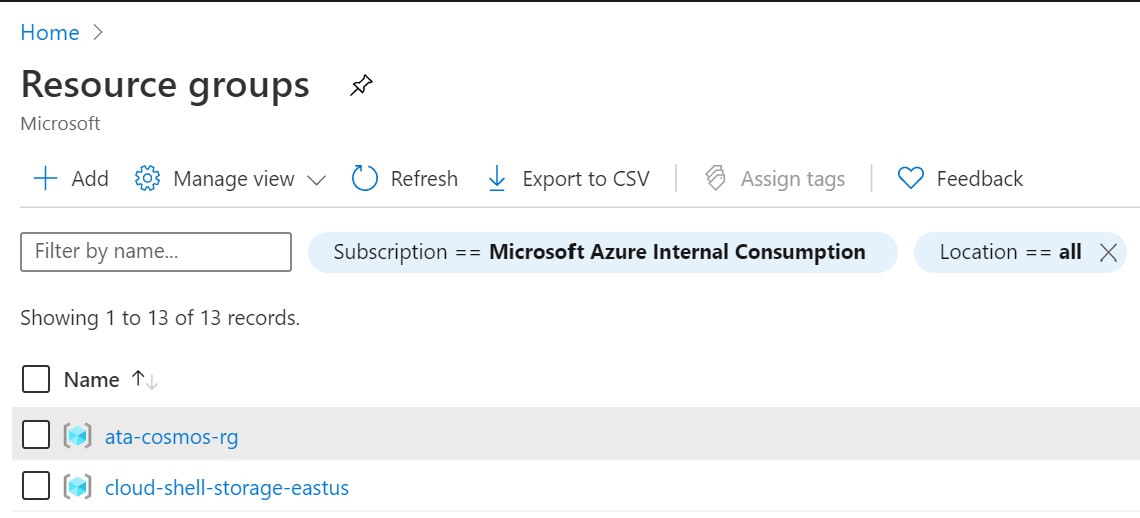 Home >
Resource groups
Microsoft
Add Manage view Refresh Export to CSV Assign tags Feedback
Filter by name... Subscription == Microsoft Azure Internal Consumption Location == all
Showing 1 to 13 of 13 records.
Name ↑↓
ata-cosmos-rg
cloud-shell-storage-eastus